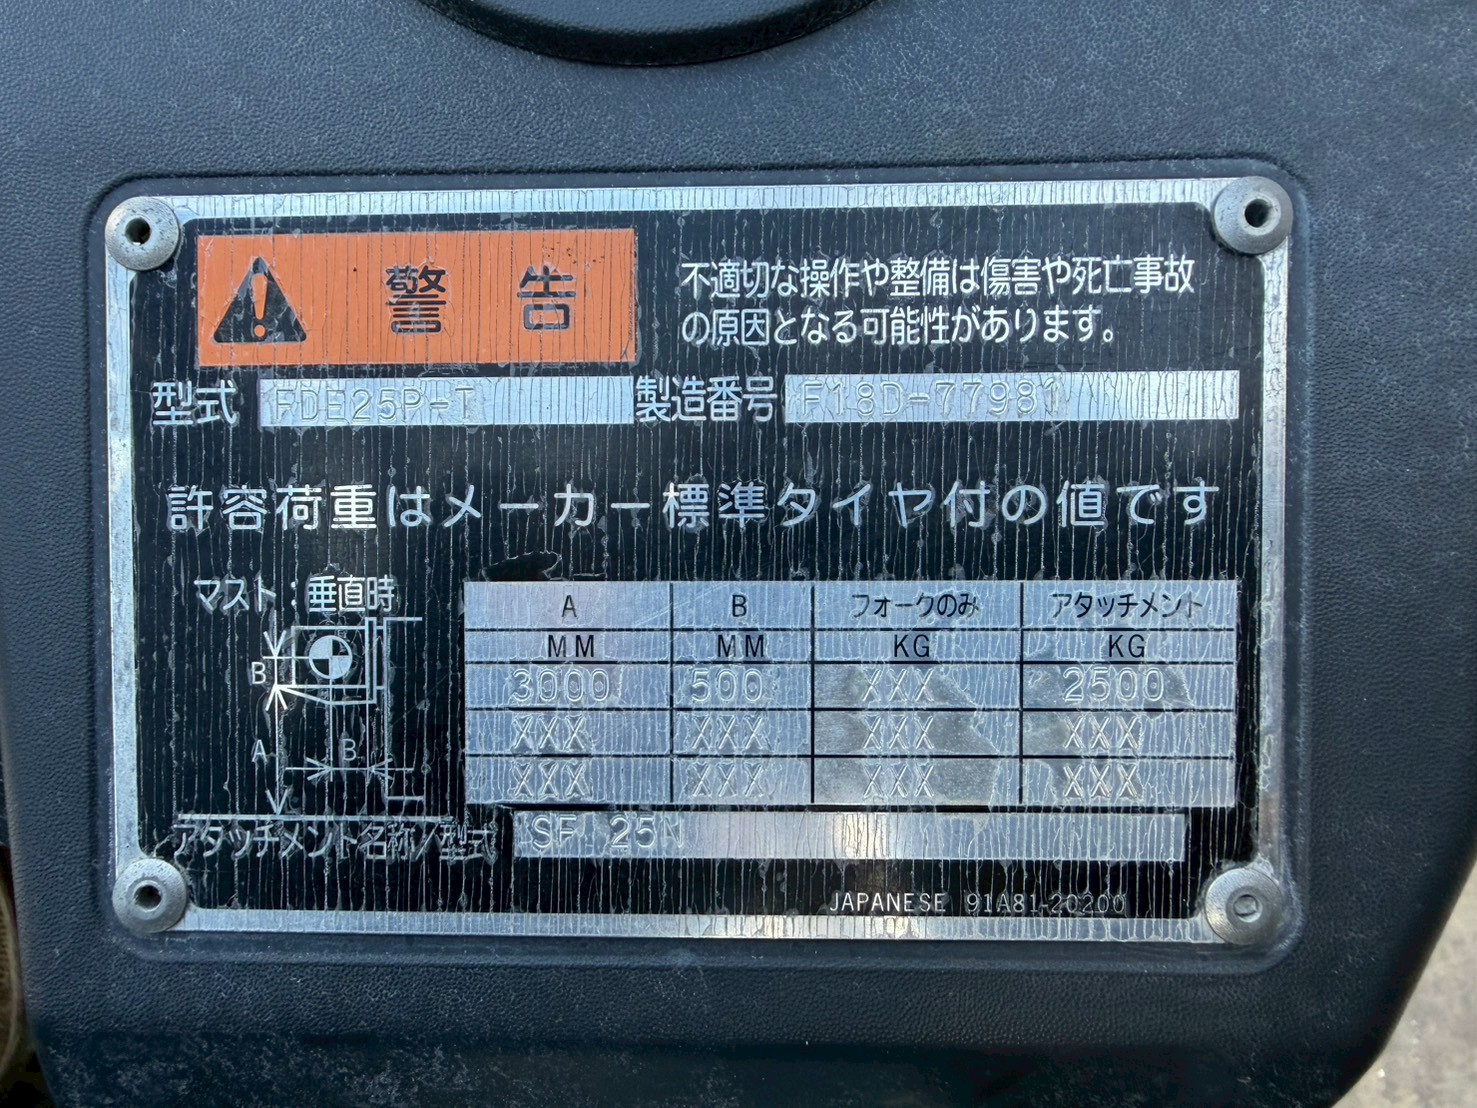 警告
不適切な操作や整備は傷害や死亡事故
の原因となる可能性があります。
型式 FDE25P-T 製造番号 F18D-77981
許容荷重はメーカー標準タイヤ付の値です
マスト：垂直時
B
A B
A B フォークのみ アタッチメント
MM MM KG KG
3000 500 XXX 2500
XXX XXX XXX XXX
XXX XXX XXX XXX
アタッチメント名称/型式 SF 25N
JAPANESE 91A81-20200